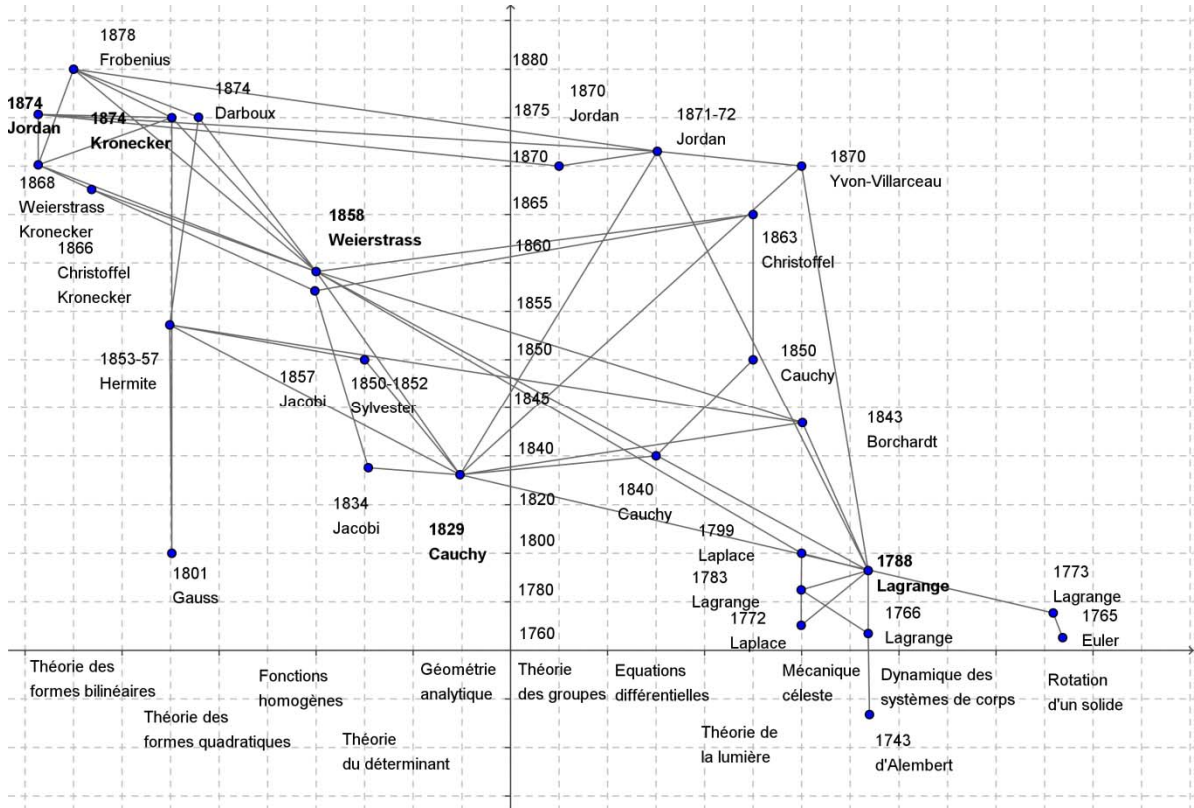 1878
Frobenius
1880
1874
Darboux
1870
Jordan
1871-72
Jordan
1874
Jordan
1874
Kronecker
1875
1870
1870
Yvon-Villarceau
1868
Weierstrass
Kronecker
1866
Christoffel
Kronecker
1865
1858
Weierstrass
1863
Christoffel
1860
1855
1853-57
Hermite
1857
Jacobi
1850-1852
Sylvester
1850
1850
Cauchy
1845
1843
Borchardt
1840
1834
Jacobi
1829
Cauchy
1840
Cauchy
1820
1799
Laplace
1800
1788
Lagrange
1801
Gauss
1783
Lagrange
1780
1773
Lagrange
1772
Laplace
1766
Lagrange
1765
Euler
1760
Théorie des
formes bilinéaires
Théorie des
formes quadratiques
Fonctions
homogènes
Théorie
du déterminant
Géométrie
analytique
Théorie
des groupes
Equations
différentielles
Théorie de
la lumière
Mécanique
céleste
Dynamique des
systèmes de corps
Rotation
d'un solide
1743
d'Alembert